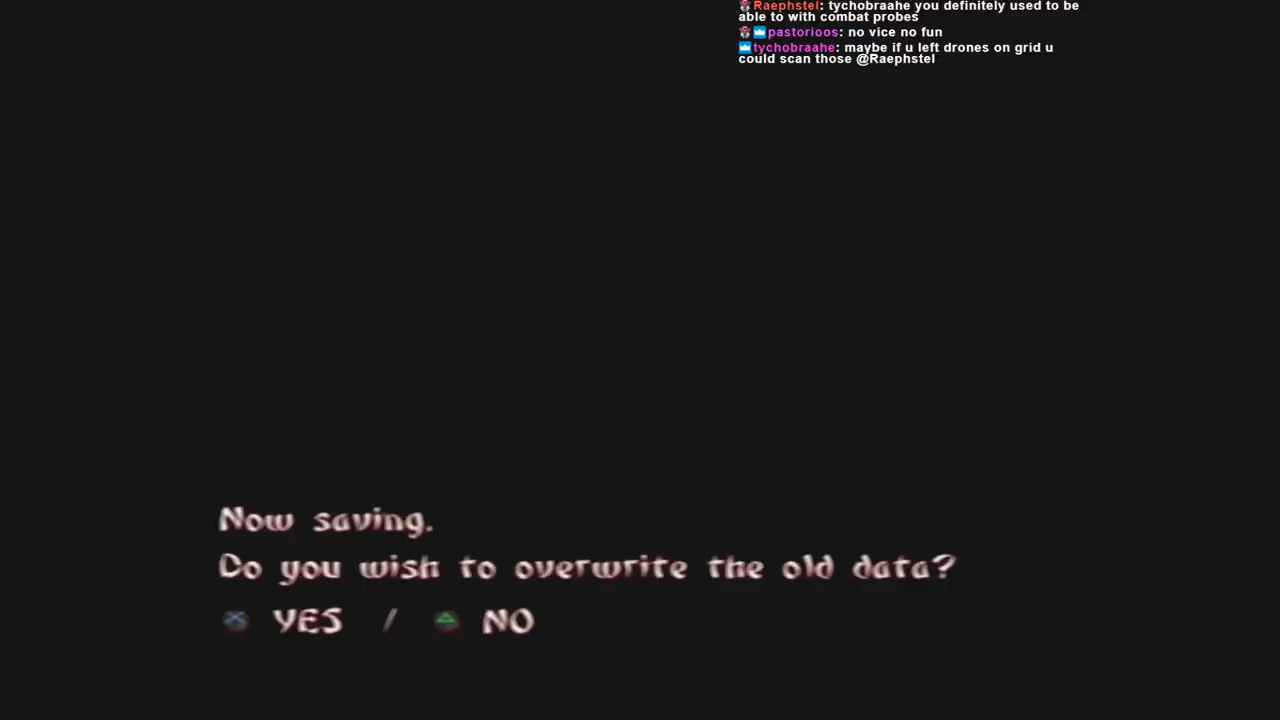 Raephstel: tychobraahe you definitely used to be
able to with combat probes
pastorioos: no vice no fun
tychobraahe: maybe if u left drones on grid u
could scan those @Raephstel
Now saving.
Do you wish to overwrite the old data?
YES / NO